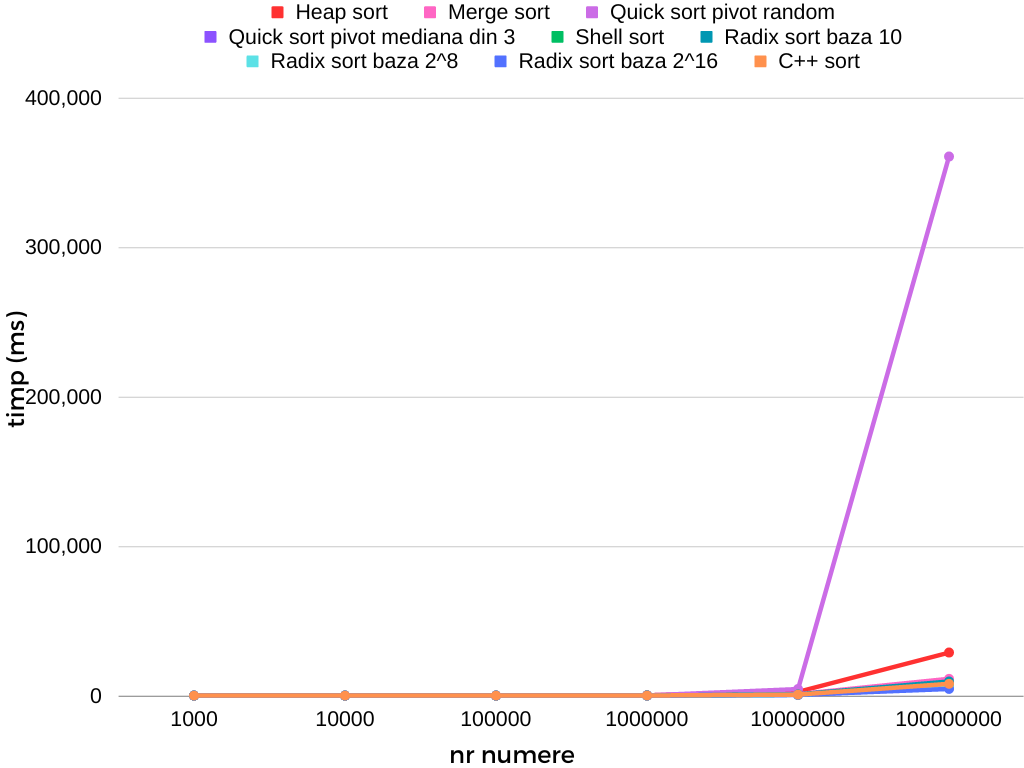 Heap sort Merge sort Quick sort pivot random
Quick sort pivot mediana din 3 Shell sort Radix sort baza 10
Radix sort baza 2^8 Radix sort baza 2^16 C++ sort
400,000
300,000
200,000
100,000
0
timp (ms)
1000 10000 100000 1000000 10000000 100000000
nr numere